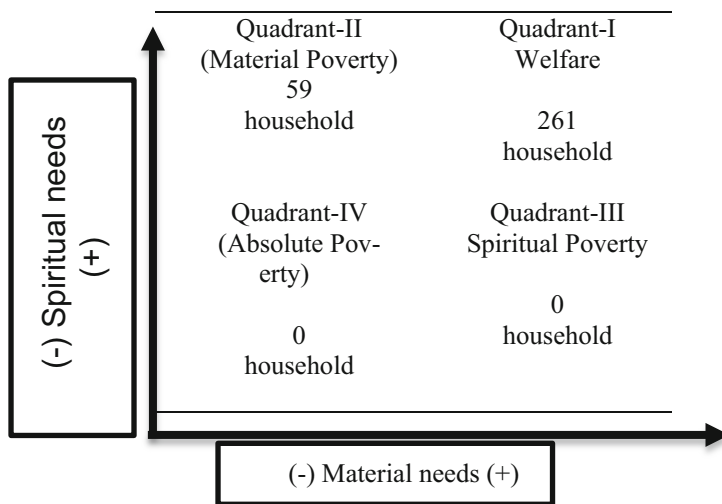 Quadrant-II
(Material Poverty)
59
household
Quadrant-I
Welfare
261
household
Quadrant-IV
(Absolute Pov-
erty)
0
household
Quadrant-III
Spiritual Poverty
0
household
(-) Spiritual needs
(+)
(-) Material needs (+)